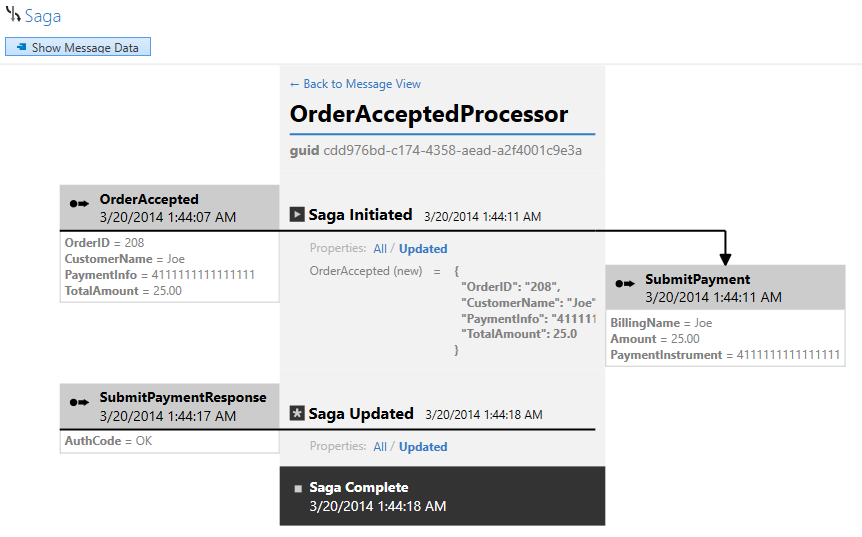 Saga
Show Message Data
← Back to Message View
OrderAcceptedProcessor
guid cdd976bd-c174-4358-aead-a2f4001c9e3a
OrderAccepted
3/20/2014 1:44:07 AM
OrderID = 208
CustomerName = Joe
PaymentInfo = 4111111111111111
TotalAmount = 25.00
Saga Initiated 3/20/2014 1:44:11 AM
Properties: All / Updated
OrderAccepted (new) = {
"OrderID": "208",
"CustomerName": "Joe"
"PaymentInfo": "411111
"TotalAmount": 25.0
}
SubmitPayment
3/20/2014 1:44:11 AM
BillingName = Joe
Amount = 25.00
PaymentInstrument = 4111111111111111
SubmitPaymentResponse
3/20/2014 1:44:17 AM
AuthCode = OK
Saga Updated 3/20/2014 1:44:18 AM
Properties: All / Updated
Saga Complete
3/20/2014 1:44:18 AM